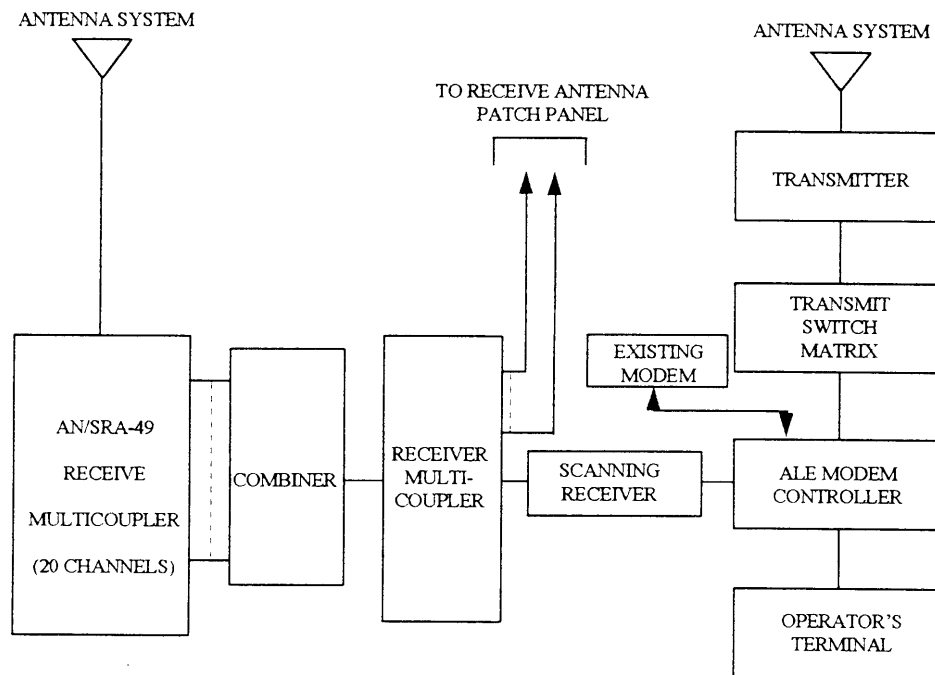 ANTENNA SYSTEM
ANTENNA SYSTEM
TO RECEIVE ANTENNA
PATCH PANEL
TRANSMITTER
TRANSMIT
SWITCH
MATRIX
EXISTING
MODEM
AN/SRA-49
RECEIVE
MULTICOUPLER
(20 CHANNELS)
COMBINER
RECEIVER
MULTI-
COUPLER
SCANNING
RECEIVER
ALE MODEM
CONTROLLER
OPERATOR'S
TERMINAL